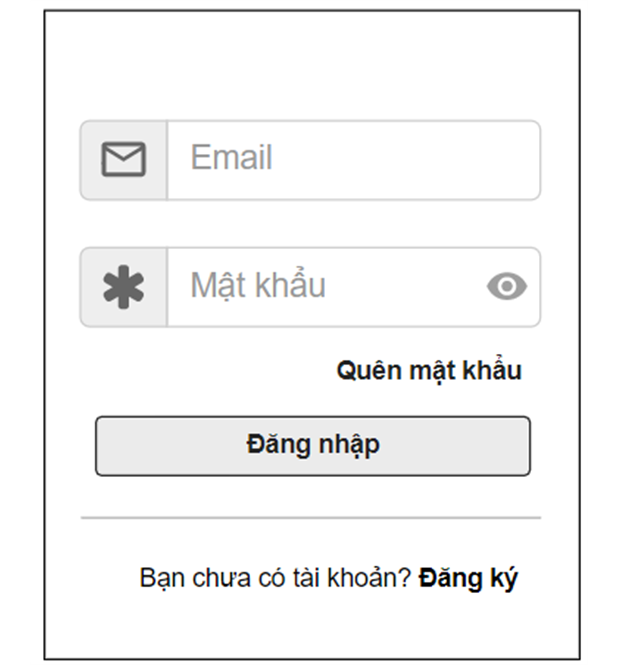 Email
Mật khẩu
Quên mật khẩu
Đăng nhập
Bạn chưa có tài khoản? Đăng ký